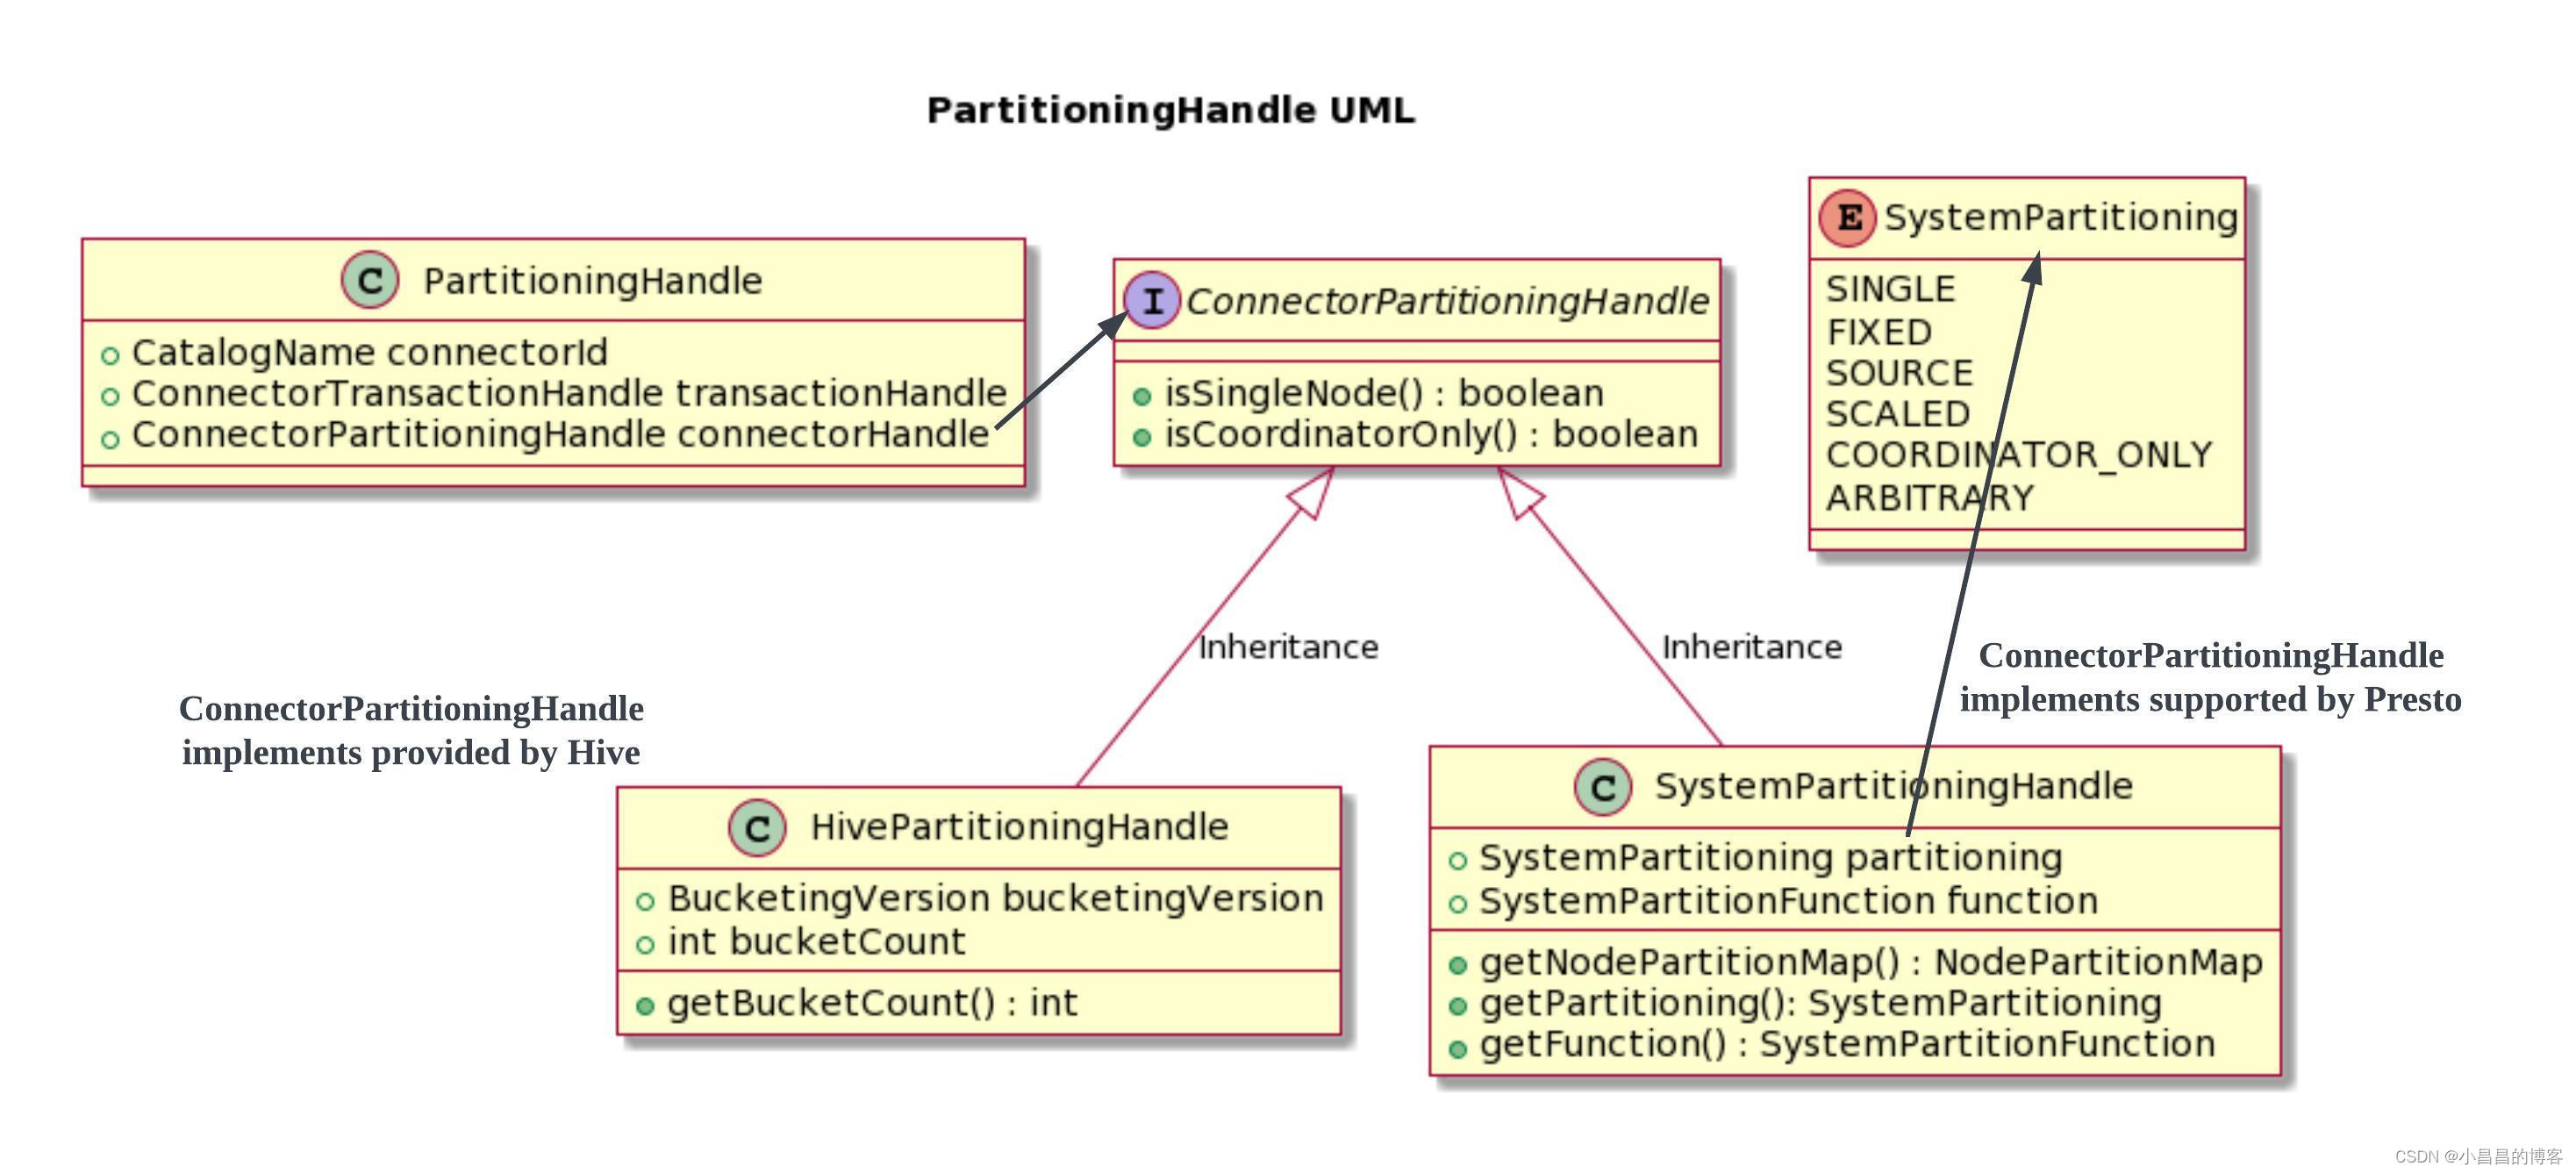 PartitioningHandle UML
C PartitioningHandle
CatalogName connectorId
ConnectorTransactionHandle transactionHandle
ConnectorPartitioningHandle connectorHandle
I ConnectorPartitioningHandle
isSingleNode() : boolean
isCoordinatorOnly() : boolean
E SystemPartitioning
SINGLE
FIXED
SOURCE
SCALED
COORDINATOR_ONLY
ARBITRARY
Inheritance
Inheritance
ConnectorPartitioningHandle
implements supported by Presto
ConnectorPartitioningHandle
implements provided by Hive
C HivePartitioningHandle
BucketingVersion bucketingVersion
int bucketCount
getBucketCount() : int
C SystemPartitioningHandle
SystemPartitioning partitioning
SystemPartitionFunction function
getNodePartitionMap() : NodePartitionMap
getPartitioning(): SystemPartitioning
getFunction() : SystemPartitionFunction
CSDN @小昌昌的博客